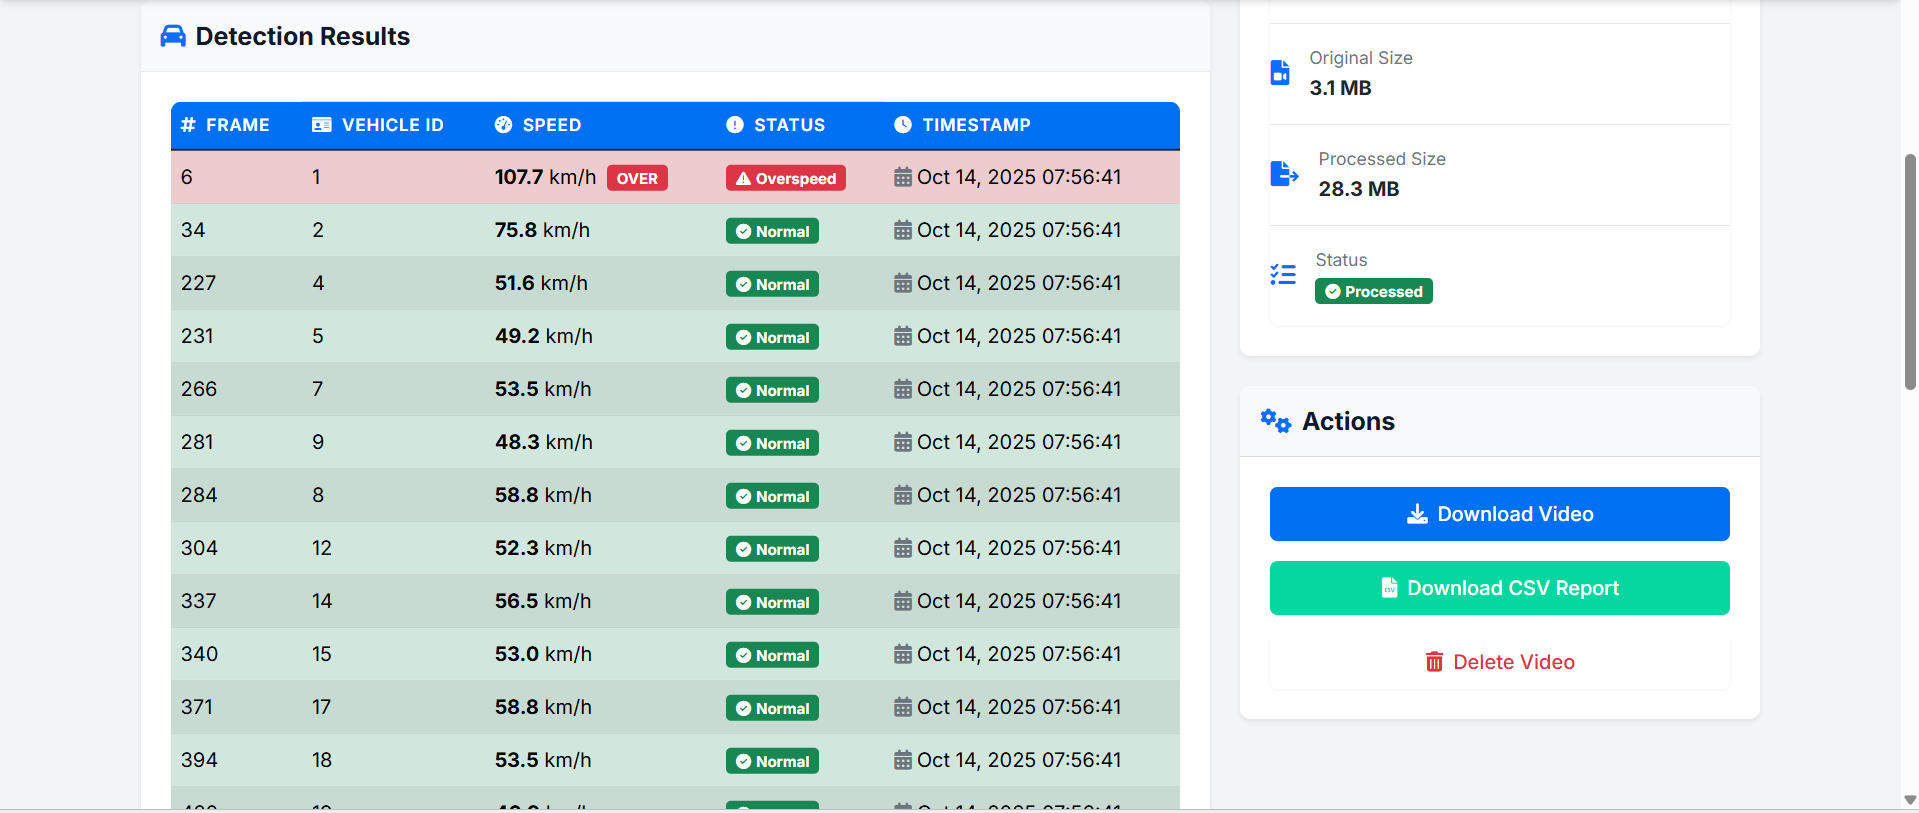 Detection Results
# FRAME VEHICLE ID SPEED STATUS TIMESTAMP
6 1 107.7 km/h OVER Overspeed Oct 14, 2025 07:56:41
34 2 75.8 km/h Normal Oct 14, 2025 07:56:41
227 4 51.6 km/h Normal Oct 14, 2025 07:56:41
231 5 49.2 km/h Normal Oct 14, 2025 07:56:41
266 7 53.5 km/h Normal Oct 14, 2025 07:56:41
281 9 48.3 km/h Normal Oct 14, 2025 07:56:41
284 8 58.8 km/h Normal Oct 14, 2025 07:56:41
304 12 52.3 km/h Normal Oct 14, 2025 07:56:41
337 14 56.5 km/h Normal Oct 14, 2025 07:56:41
340 15 53.0 km/h Normal Oct 14, 2025 07:56:41
371 17 58.8 km/h Normal Oct 14, 2025 07:56:41
394 18 53.5 km/h Normal Oct 14, 2025 07:56:41
Original Size
3.1 MB
Processed Size
28.3 MB
Status
Processed
Actions
Download Video
Download CSV Report
Delete Video